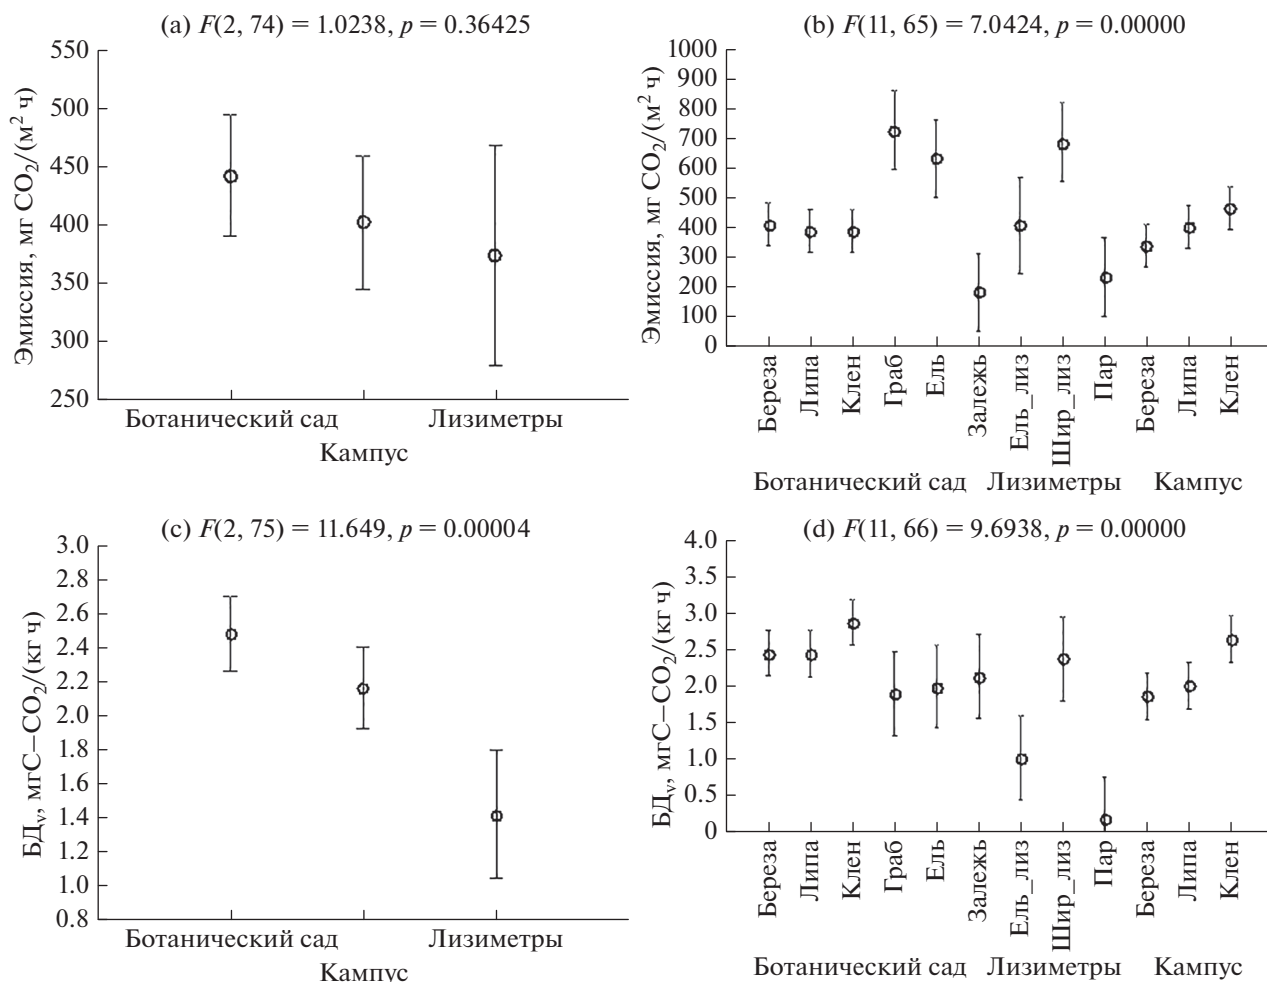 (a) F(2, 74) = 1.0238, p = 0.36425
Эмиссия, мг CO₂/(м² ч)
550
500
450
400
350
300
250
Ботанический сад
Лизиметры
Кампус
(b) F(11, 65) = 7.0424, p = 0.00000
Эмиссия, мг CO₂/(м² ч)
1000
900
800
700
600
500
400
300
200
100
0
Береза
Липа
Клен
Граб
Ель
Залежь
Ель_лиз
Шир_лиз
Пар
Береза
Липа
Клен
Ботанический сад
Лизиметры
Кампус
(c) F(2, 75) = 11.649, p = 0.00004
БДᵥ, мгС–CO₂/(кг ч)
3.0
2.8
2.6
2.4
2.2
2.0
1.8
1.6
1.4
1.2
1.0
0.8
Ботанический сад
Лизиметры
Кампус
(d) F(11, 66) = 9.6938, p = 0.00000
БДᵥ, мгС–CO₂/(кг ч)
4.0
3.5
3.0
2.5
2.0
1.5
1.0
0.5
0
Береза
Липа
Клен
Граб
Ель
Залежь
Ель_лиз
Шир_лиз
Пар
Береза
Липа
Клен
Ботанический сад
Лизиметры
Кампус